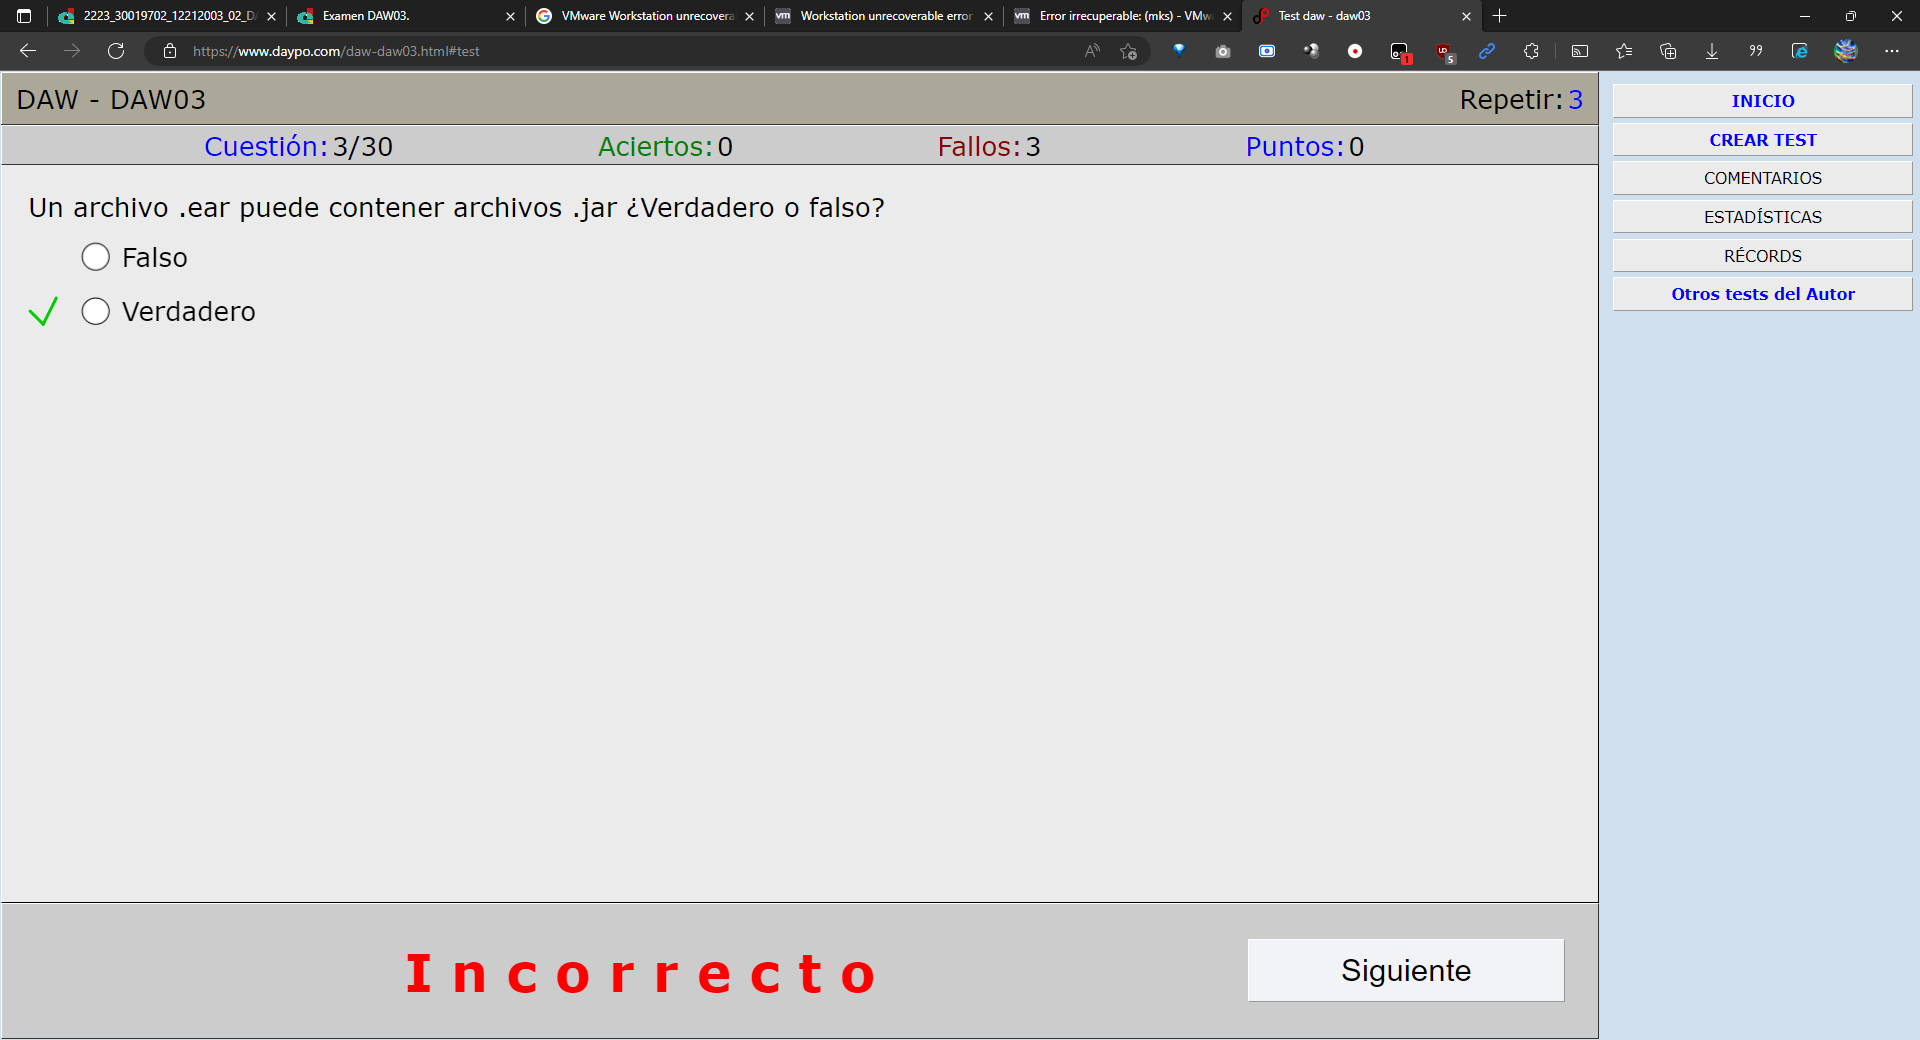 2223_30019702_12212003_02_D
Examen DAW03.
VMware Workstation unrecovera
Workstation unrecoverable error
Error irrecuperable: (mks) - VMw
Test daw - daw03
https://www.daypo.com/daw-daw03.html#test
1
5
DAW - DAW03
Repetir: 3
Cuestión: 3/30
Aciertos: 0
Fallos: 3
Puntos: 0
Un archivo .ear puede contener archivos .jar ¿Verdadero o falso?
Falso
Verdadero
Incorrecto
Siguiente
INICIO
CREAR TEST
COMENTARIOS
ESTADÍSTICAS
RÉCORDS
Otros tests del Autor